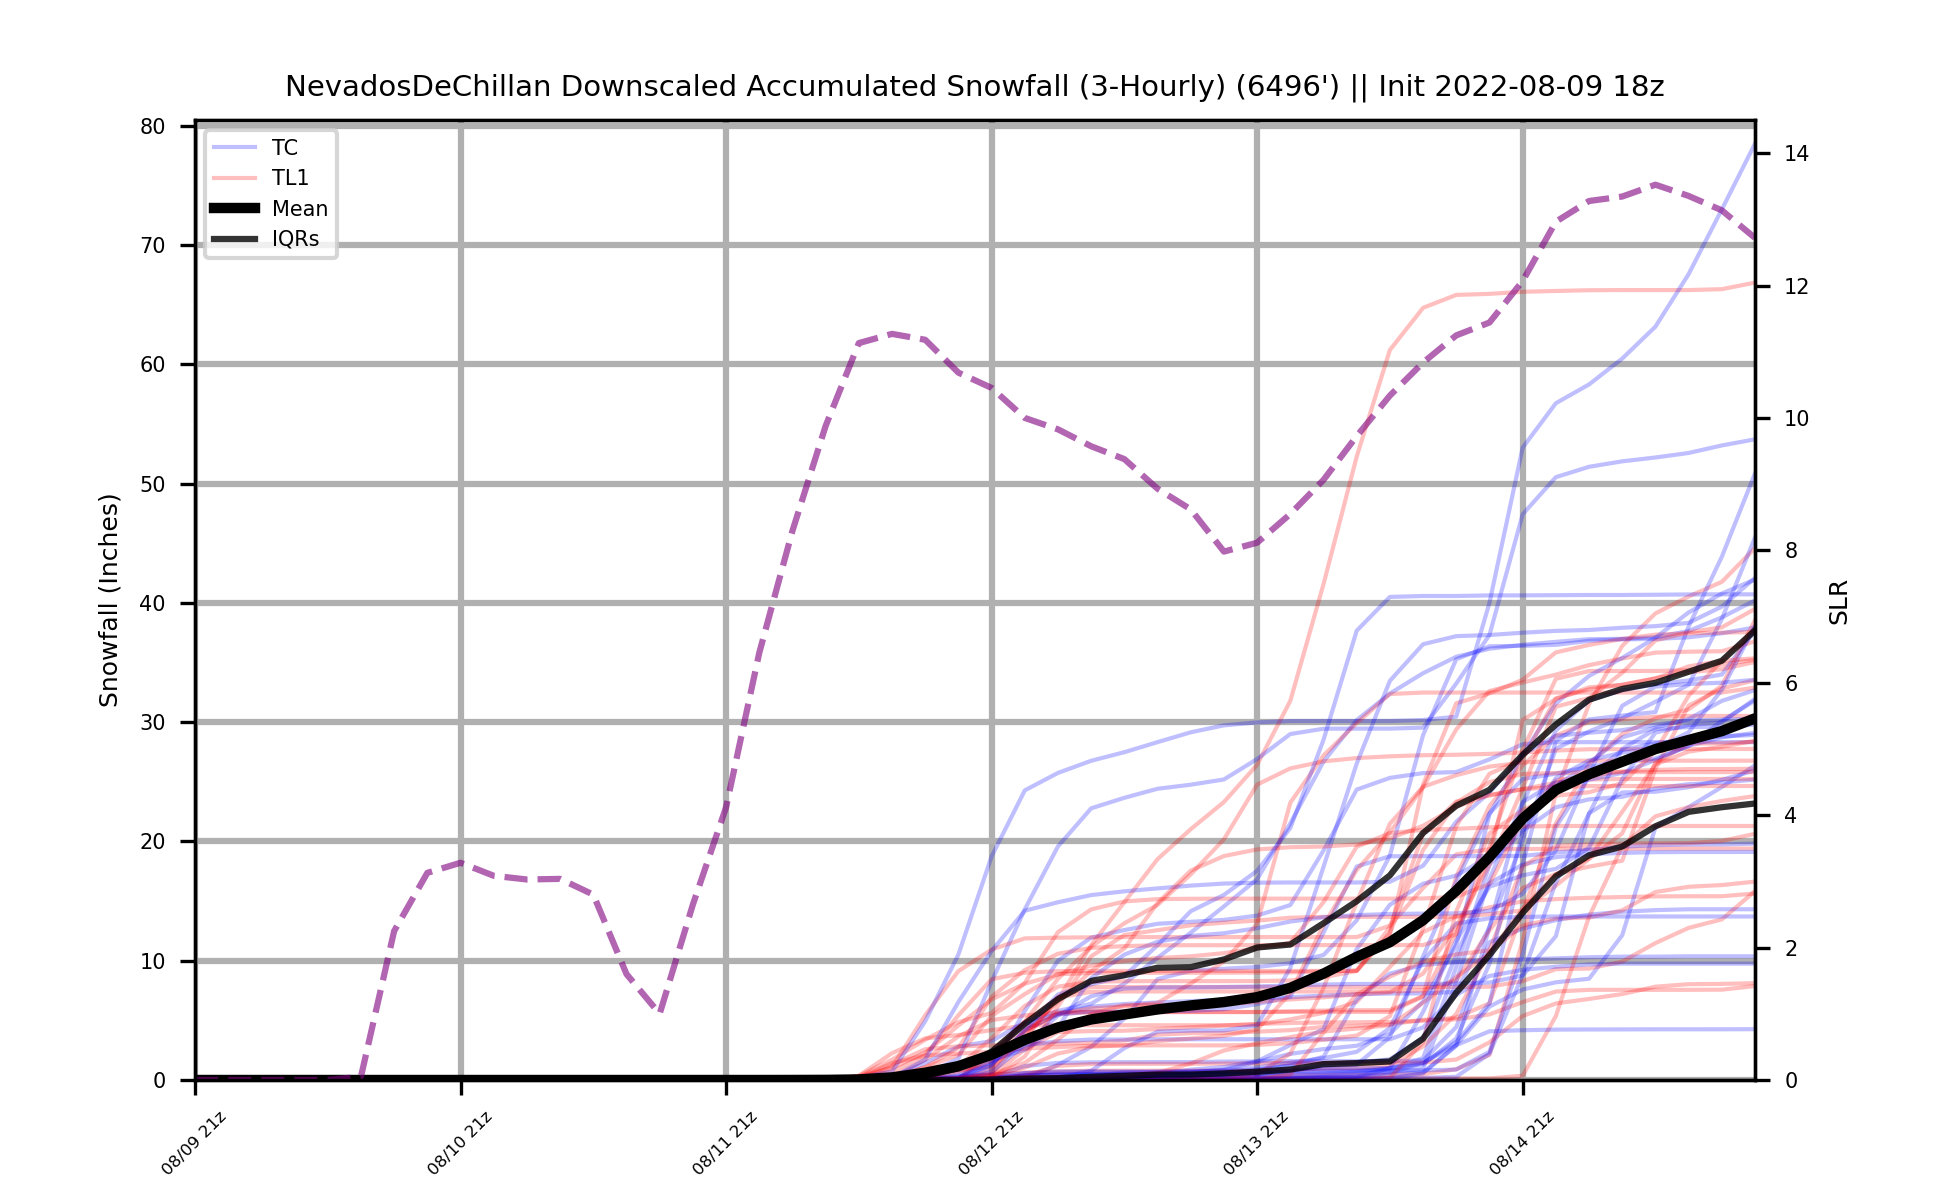 NevadosDeChillan Downscaled Accumulated Snowfall (3-Hourly) (6496') || Init 2022-08-09 18z
TC
TL1
Mean
IQRs
Snowfall (Inches)
80
70
60
50
40
30
20
10
0
14
12
10
8
6
4
2
0
SLR
08/09 21z
08/10 21z
08/11 21z
08/12 21z
08/13 21z
08/14 21z